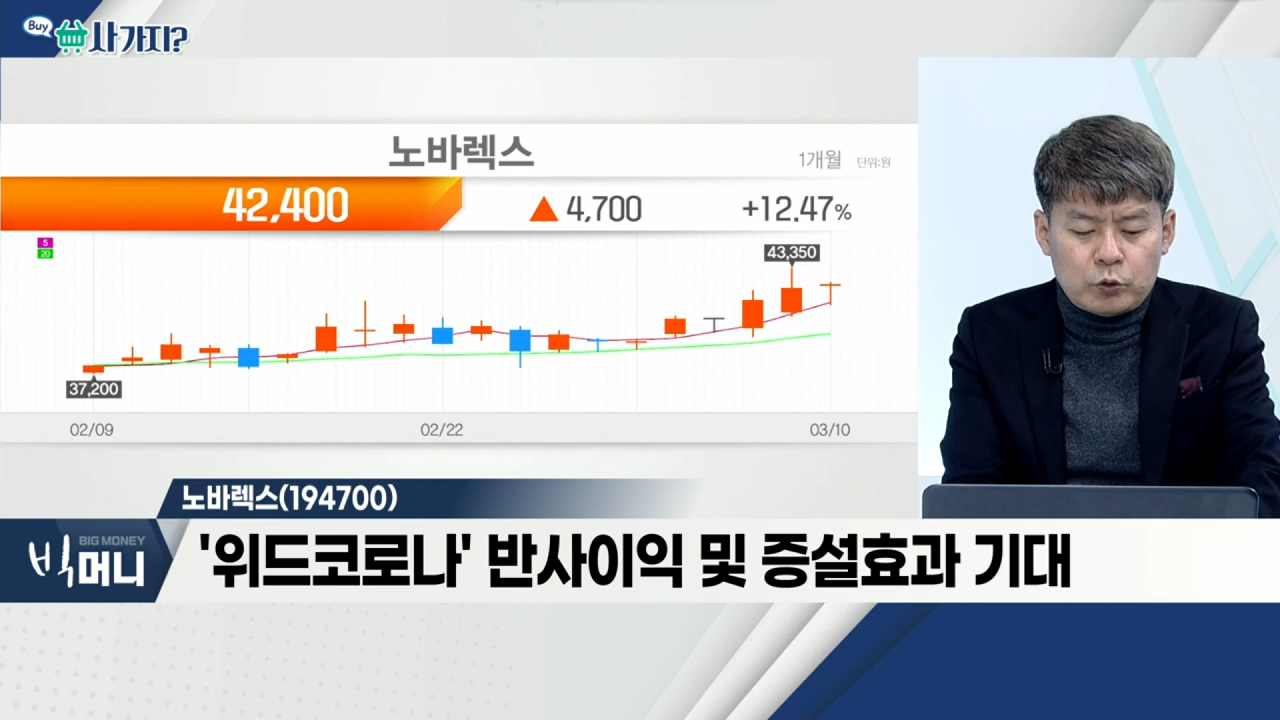 Buy
사 가지?
노바렉스
1개월 단위:원
42,400 ▲ 4,700 +12.47%
5
20
43,350
37,200
02/09 02/22 03/10
노바렉스(194700)
BIG MONEY
빅머니
'위드코로나' 반사이익 및 증설효과 기대